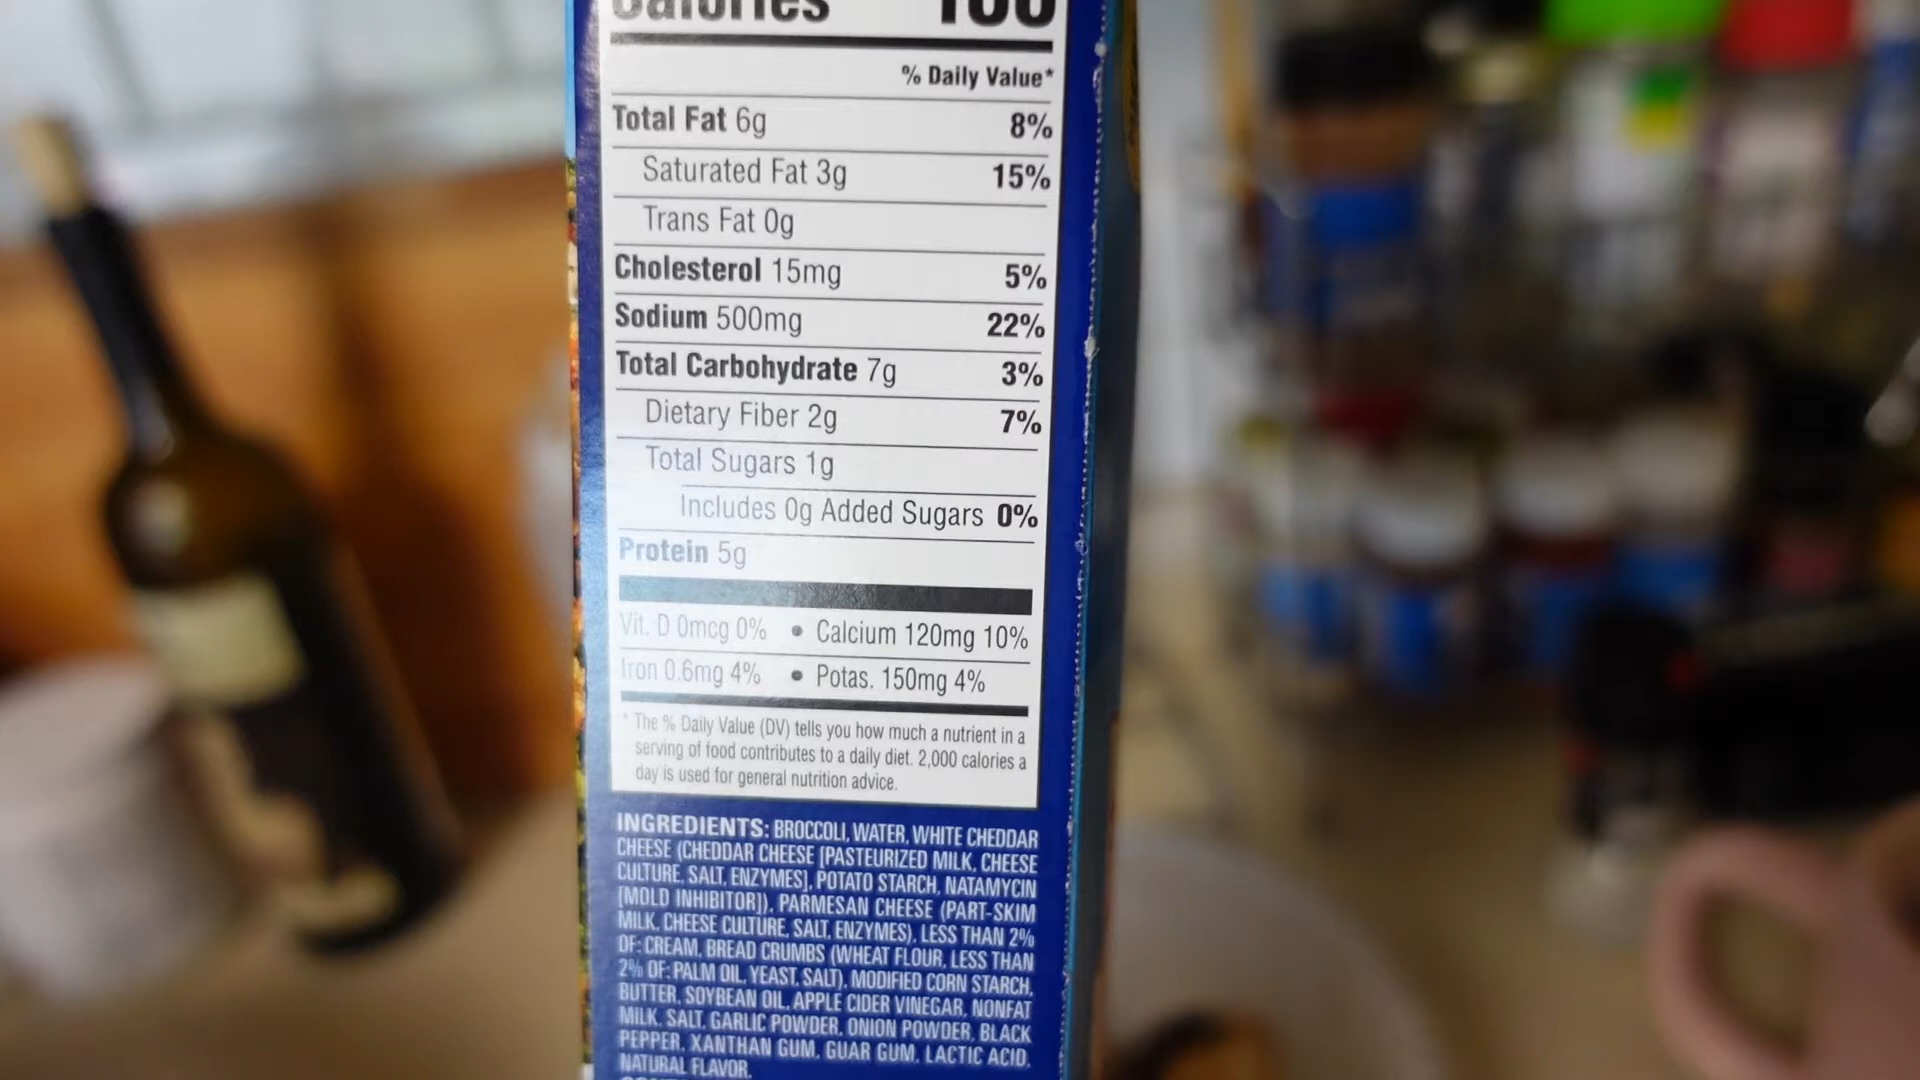 Calories 100
% Daily Value*
Total Fat 6g 8%
Saturated Fat 3g 15%
Trans Fat 0g
Cholesterol 15mg 5%
Sodium 500mg 22%
Total Carbohydrate 7g 3%
Dietary Fiber 2g 7%
Total Sugars 1g
Includes 0g Added Sugars 0%
Protein 5g
Vit. D 0mcg 0% • Calcium 120mg 10%
Iron 0.6mg 4% • Potas. 150mg 4%
* The % Daily Value (DV) tells you how much a nutrient in a
serving of food contributes to a daily diet. 2,000 calories a
day is used for general nutrition advice.
INGREDIENTS: BROCCOLI, WATER, WHITE CHEDDAR
CHEESE (CHEDDAR CHEESE [PASTEURIZED MILK, CHEESE
CULTURE, SALT, ENZYMES], POTATO STARCH, NATAMYCIN
[MOLD INHIBITOR]), PARMESAN CHEESE (PART-SKIM
MILK, CHEESE CULTURE, SALT, ENZYMES), LESS THAN 2%
OF: CREAM, BREAD CRUMBS (WHEAT FLOUR, LESS THAN
2% OF: PALM OIL, YEAST, SALT), MODIFIED CORN STARCH,
BUTTER, SOYBEAN OIL, APPLE CIDER VINEGAR, NONFAT
MILK, SALT, GARLIC POWDER, ONION POWDER, BLACK
PEPPER, XANTHAN GUM, GUAR GUM, LACTIC ACID,
NATURAL FLAVOR.